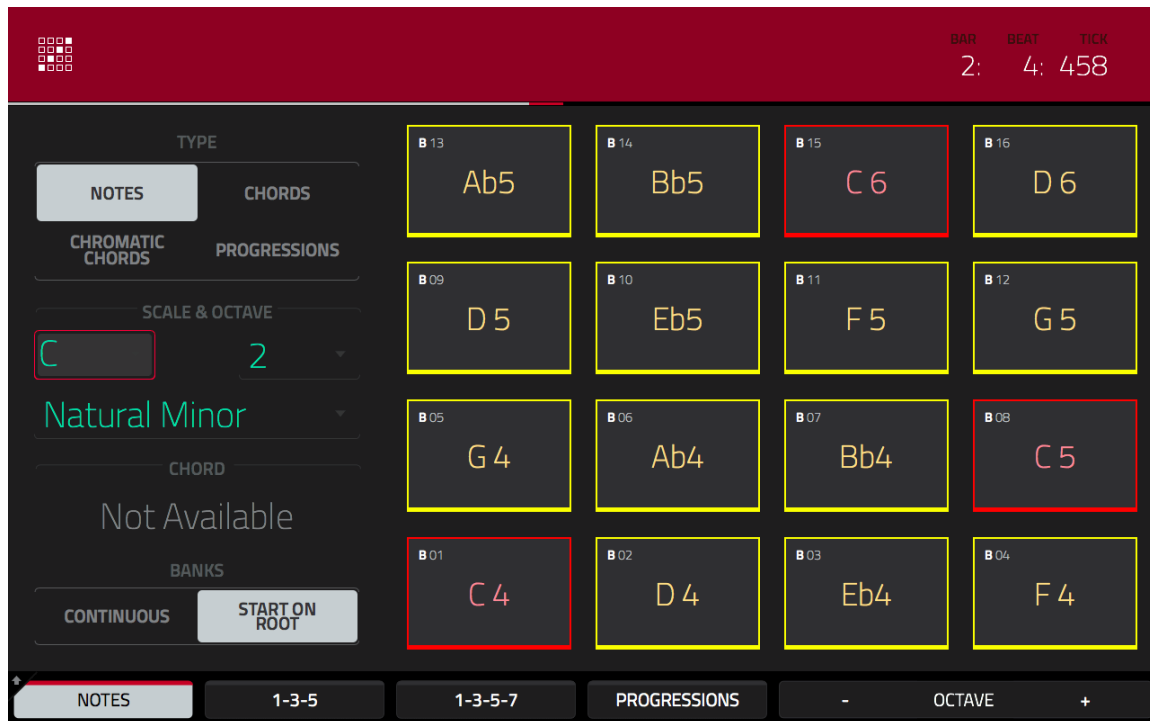 BAR BEAT TICK
2: 4: 458
TYPE
NOTES CHORDS
CHROMATIC
CHORDS
PROGRESSIONS
SCALE & OCTAVE
C 2
Natural Minor
CHORD
Not Available
BANKS
CONTINUOUS
START ON
ROOT
B 13 B 14 B 15 B 16
Ab5 Bb5 C 6 D 6
B 09 B 10 B 11 B 12
D 5 Eb5 F 5 G 5
B 05 B 06 B 07 B 08
G 4 Ab4 Bb4 C 5
B 01 B 02 B 03 B 04
C 4 D 4 Eb4 F 4
NOTES 1-3-5 1-3-5-7 PROGRESSIONS - OCTAVE +